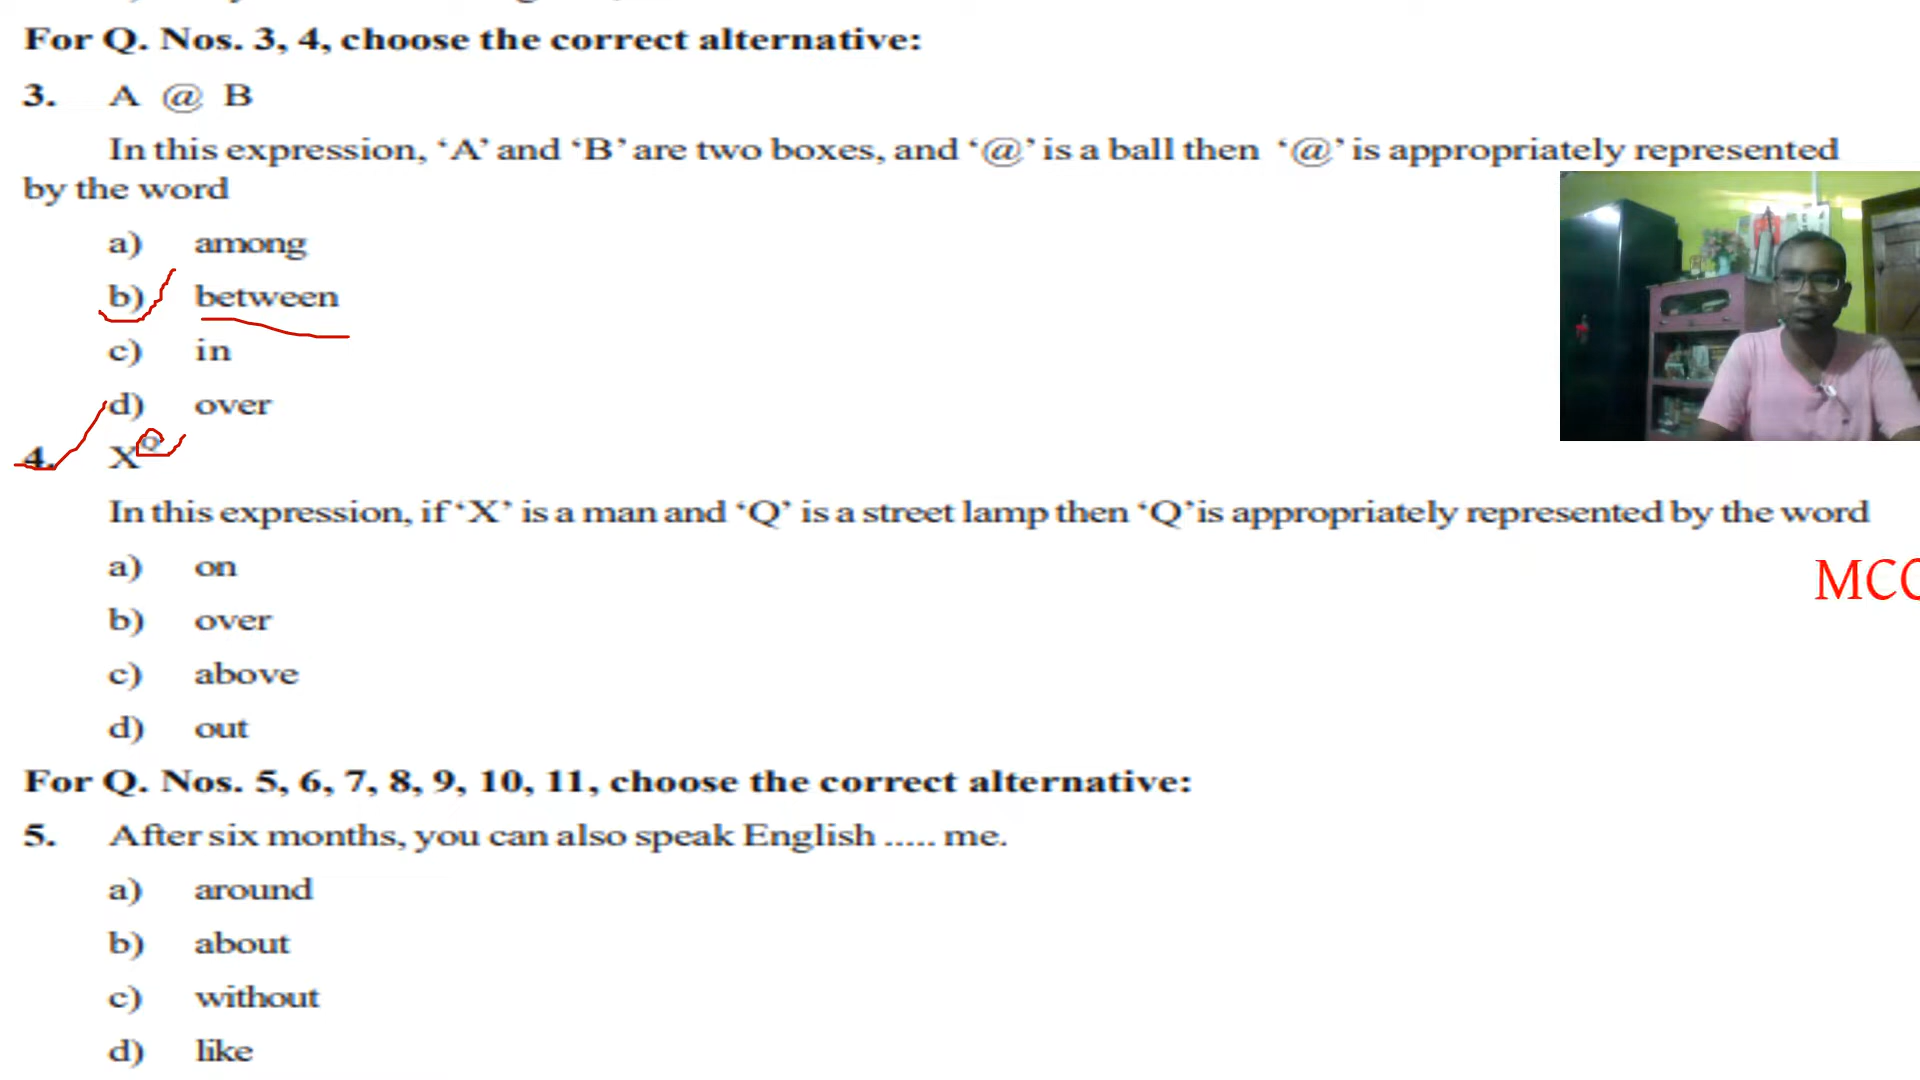 For Q. Nos. 3, 4, choose the correct alternative:
3. A @ B
In this expression, ‘A’ and ‘B’ are two boxes, and ‘@’ is a ball then ‘@’ is appropriately represented
by the word
a) among
b) between
c) in
d) over
4. X Q
In this expression, if ‘X’ is a man and ‘Q’ is a street lamp then ‘Q’ is appropriately represented by the word
a) on
MCC
b) over
c) above
d) out
For Q. Nos. 5, 6, 7, 8, 9, 10, 11, choose the correct alternative:
5. After six months, you can also speak English ..... me.
a) around
b) about
c) without
d) like